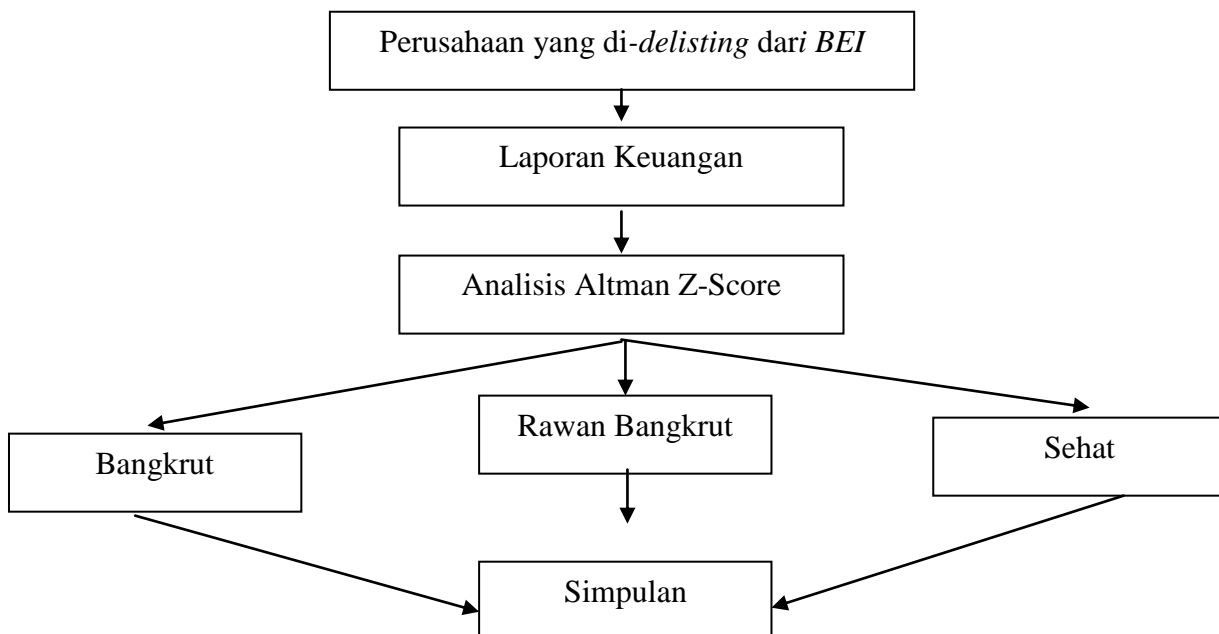 Perusahaan yang di-delisting dari BEI
Laporan Keuangan
Analisis Altman Z-Score
Bangkrut
Rawan Bangkrut
Sehat
Simpulan